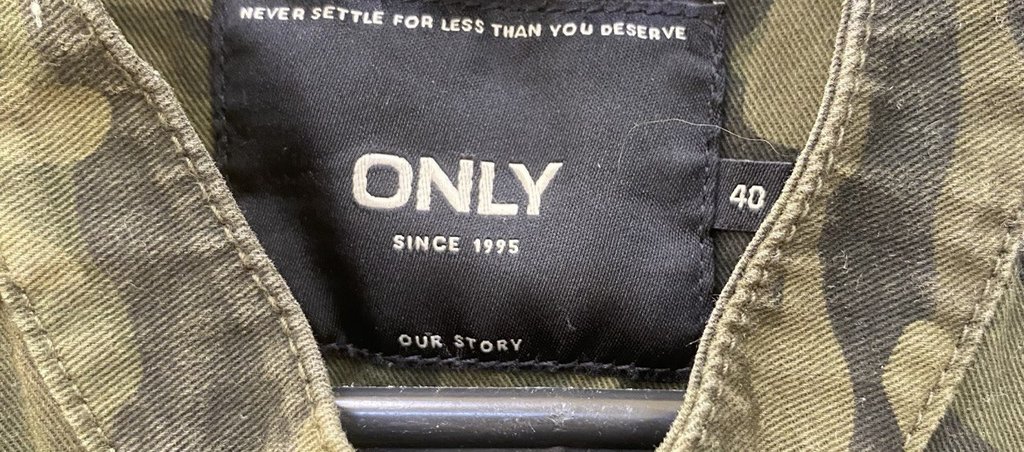 NEVER SETTLE FOR LESS THAN YOU DESERVE
ONLY
40
SINCE 1995
OUR STORY